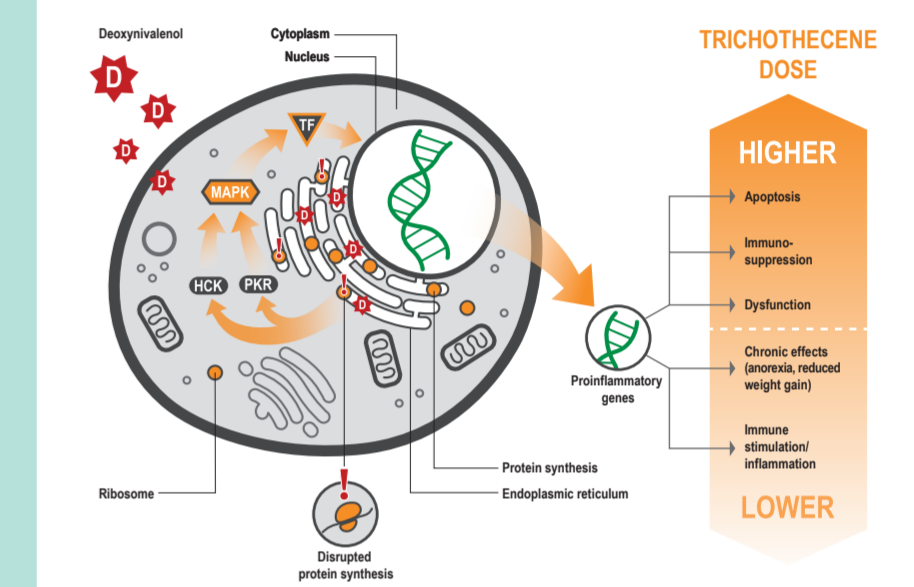 Deoxynivalenol
Cytoplasm
Nucleus
TRICHOTHECENE
DOSE
D
D
D
D
TF
HIGHER
MAPK
!
D
D
Apoptosis
!
D
Immuno-
suppression
HCK
PKR
!
D
Dysfunction
Proinflammatory
genes
Chronic effects
(anorexia, reduced
weight gain)
Immune
stimulation/
inflammation
Protein synthesis
Ribosome
Endoplasmic reticulum
LOWER
!
Disrupted
protein synthesis